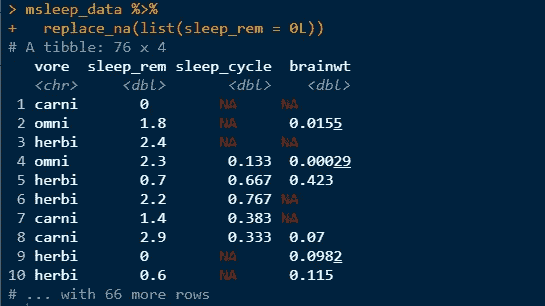 > msleep_data %>%
+   replace_na(list(sleep_rem = 0L))
# A tibble: 76 x 4
   vore  sleep_rem sleep_cycle brainwt
   <chr>     <dbl>       <dbl>   <dbl>
 1 carni       0        NA    NA
 2 omni        1.8      NA     0.0155
 3 herbi       2.4      NA    NA
 4 omni        2.3       0.133 0.00029
 5 herbi       0.7       0.667 0.423
 6 herbi       2.2       0.767 NA
 7 carni       1.4       0.383 NA
 8 carni       2.9       0.333 0.07
 9 herbi       0        NA     0.0982
10 herbi       0.6      NA     0.115
# ... with 66 more rows